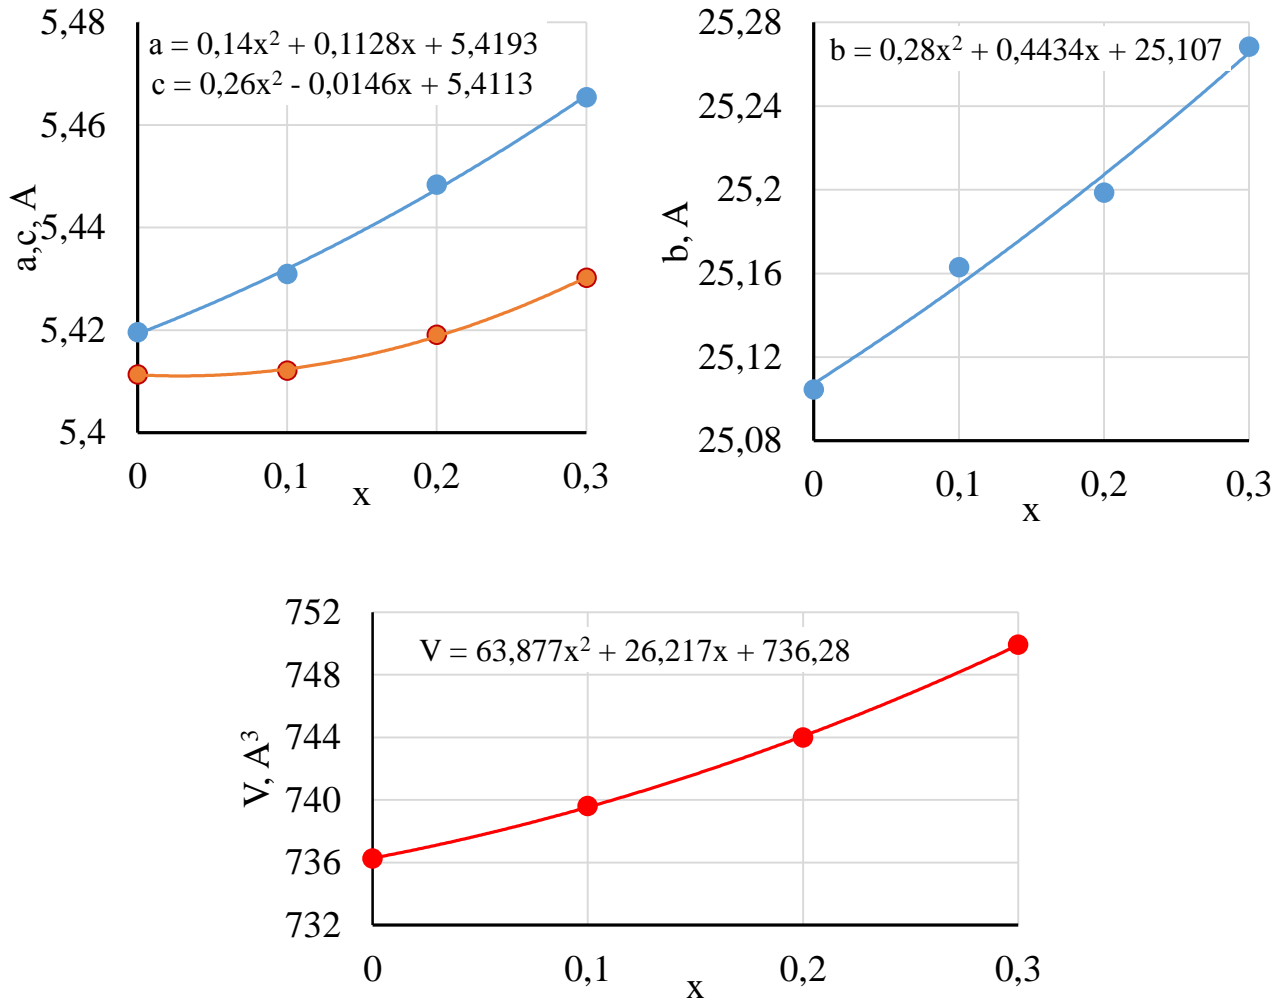 5,48
a = 0,14x² + 0,1128x + 5,4193
c = 0,26x² - 0,0146x + 5,4113
5,46
5,44
5,42
5,4
a,c, A
0
0,1
0,2
0,3
x
25,28
b = 0,28x² + 0,4434x + 25,107
25,24
25,2
25,16
25,12
25,08
b, A
0
0,1
0,2
0,3
x
752
V = 63,877x² + 26,217x + 736,28
748
744
740
736
732
V, A³
0
0,1
0,2
0,3
x